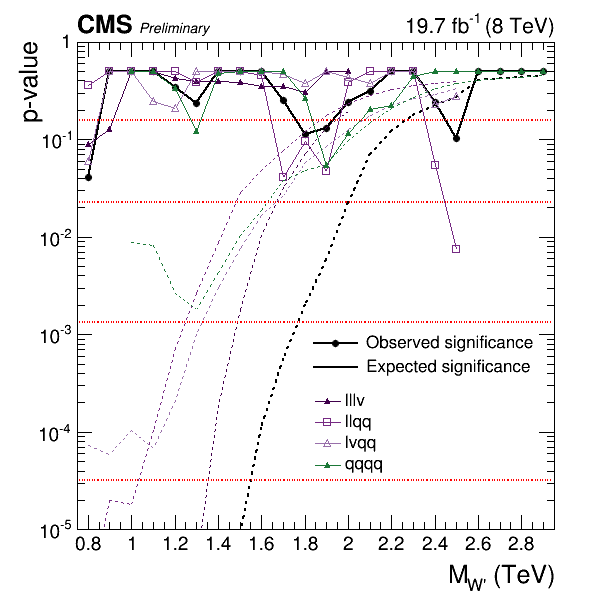 CMS Preliminary 19.7 fb⁻¹ (8 TeV)
p-value
1
10⁻¹
10⁻²
10⁻³
10⁻⁴
10⁻⁵
Observed significance
Expected significance
lllν
llqq
lνqq
qqqq
0.8 1 1.2 1.4 1.6 1.8 2 2.2 2.4 2.6 2.8
M_W' (TeV)